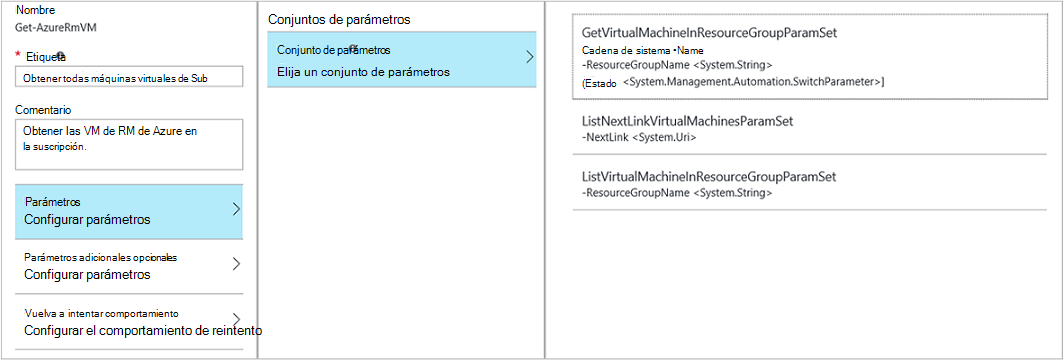 Nombre
Get-AzureRmVM
* Etiqueta
Obtener todas máquinas virtuales de Sub
Comentario
Obtener las VM de RM de Azure en
la suscripción.
Parámetros
Configurar parámetros
Parámetros adicionales opcionales
Configurar parámetros
Vuelva a intentar comportamiento
Configurar el comportamiento de reintento
Conjuntos de parámetros
Conjunto de parámetros
Elija un conjunto de parámetros
GetVirtualMachineInResourceGroupParamSet
Cadena de sistema •Name
-ResourceGroupName <System.String>
(Estado <System.Management.Automation.SwitchParameter>]
ListNextLinkVirtualMachinesParamSet
-NextLink <System.Uri>
ListVirtualMachineInResourceGroupParamSet
-ResourceGroupName <System.String>